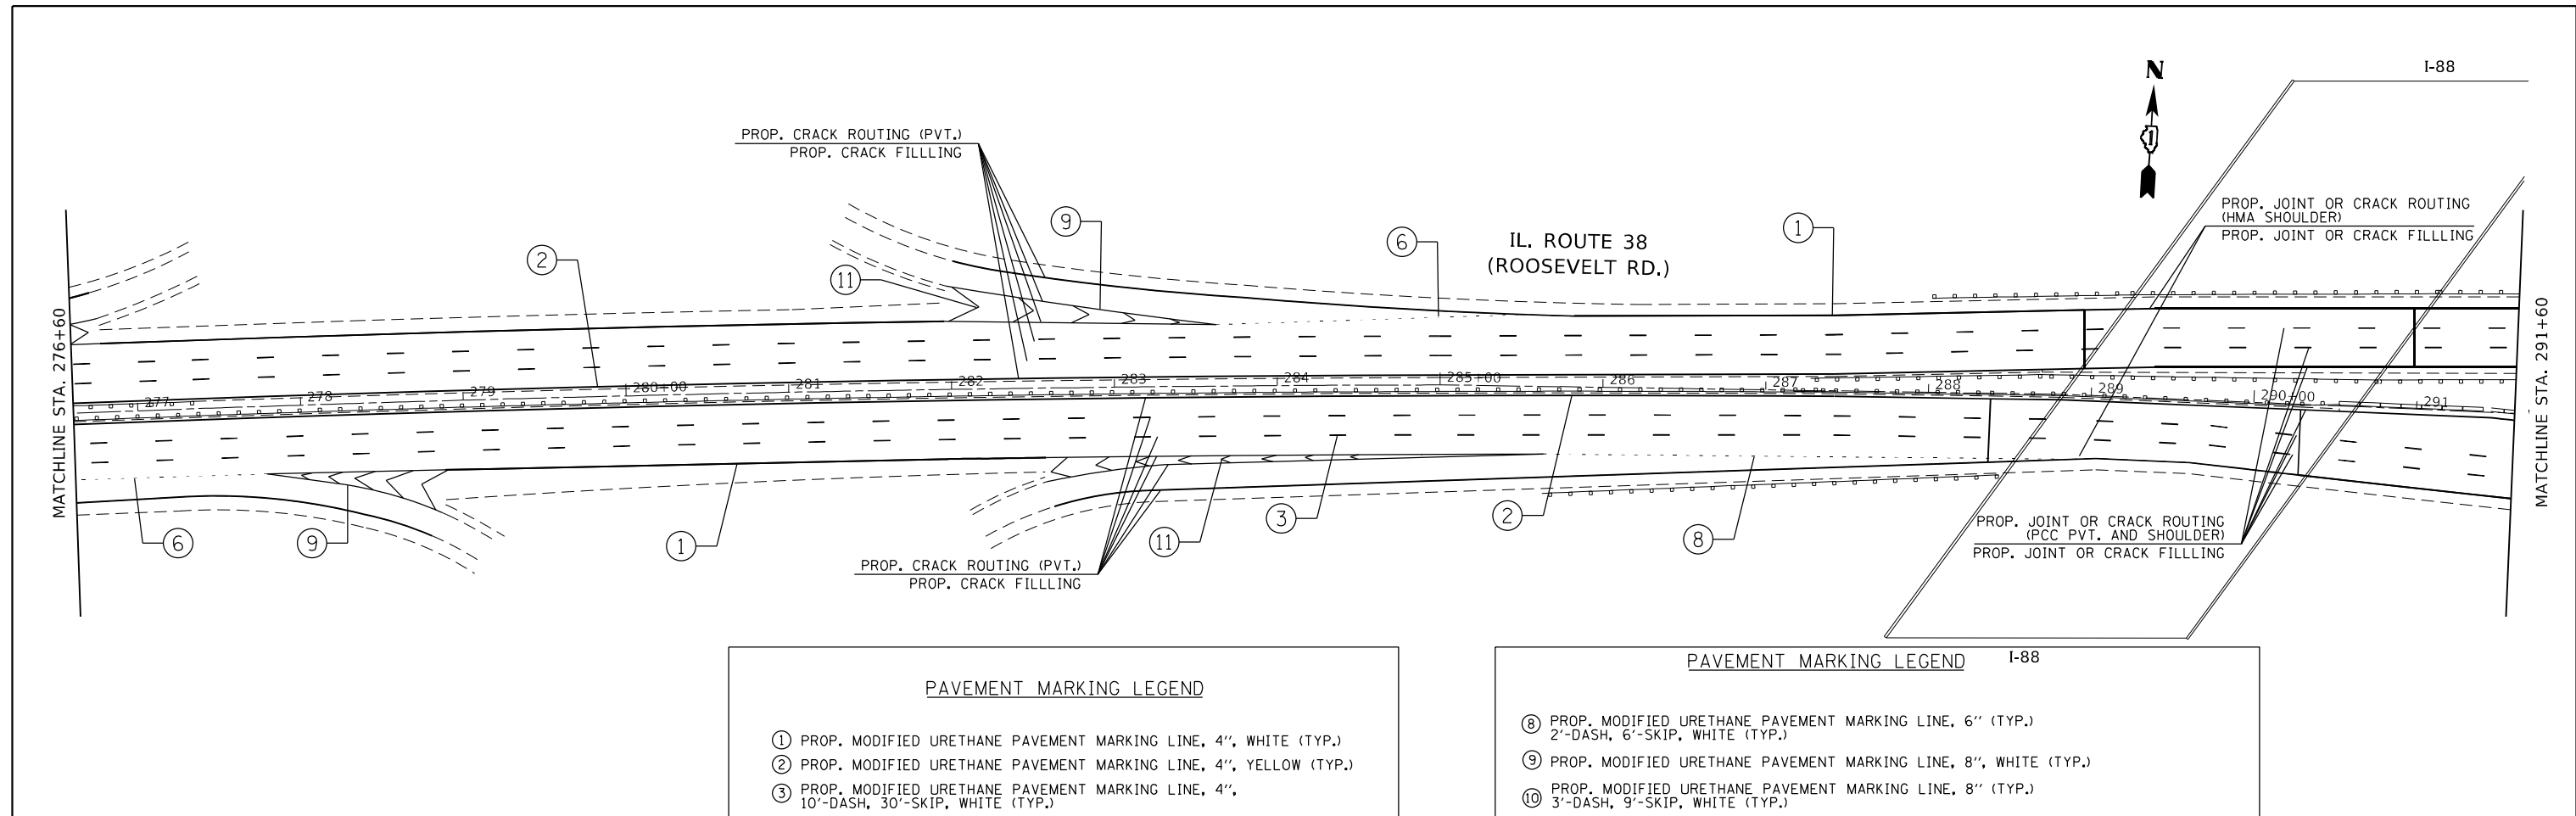 I-88
N
1
PROP. CRACK ROUTING (PVT.)
PROP. CRACK FILLLING
PROP. JOINT OR CRACK ROUTING
(HMA SHOULDER)
PROP. JOINT OR CRACK FILLLING
9
6
IL. ROUTE 38
(ROOSEVELT RD.)
1
2
11
MATCHLINE STA. 276+60
MATCHLINE STA. 291+60
277
278
279
280+00
281
282
283
284
285+00
286
287
288
289
290+00
291
6
9
1
11
3
2
8
PROP. CRACK ROUTING (PVT.)
PROP. CRACK FILLLING
PROP. JOINT OR CRACK ROUTING
(PCC PVT. AND SHOULDER)
PROP. JOINT OR CRACK FILLLING
I-88
PAVEMENT MARKING LEGEND
1 PROP. MODIFIED URETHANE PAVEMENT MARKING LINE, 4", WHITE (TYP.)
2 PROP. MODIFIED URETHANE PAVEMENT MARKING LINE, 4", YELLOW (TYP.)
3 PROP. MODIFIED URETHANE PAVEMENT MARKING LINE, 4",
10'-DASH, 30'-SKIP, WHITE (TYP.)
PAVEMENT MARKING LEGEND
8 PROP. MODIFIED URETHANE PAVEMENT MARKING LINE, 6" (TYP.)
2'-DASH, 6'-SKIP, WHITE (TYP.)
9 PROP. MODIFIED URETHANE PAVEMENT MARKING LINE, 8", WHITE (TYP.)
10 PROP. MODIFIED URETHANE PAVEMENT MARKING LINE, 8" (TYP.)
3'-DASH, 9'-SKIP, WHITE (TYP.)